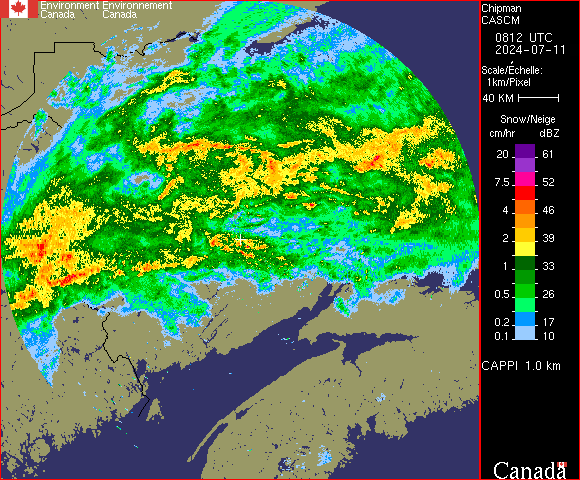 Environment Environnement
Canada Canada
Chipman
CASCM
0812 UTC
2024-07-11
Scale/Échelle:
1km/Pixel
40 KM
Snow/Neige
cm/hr dBZ
20 61
7.5 52
4 46
2 39
1 33
0.5 26
0.2 17
0.1 10
CAPPI 1.0 km
Canada